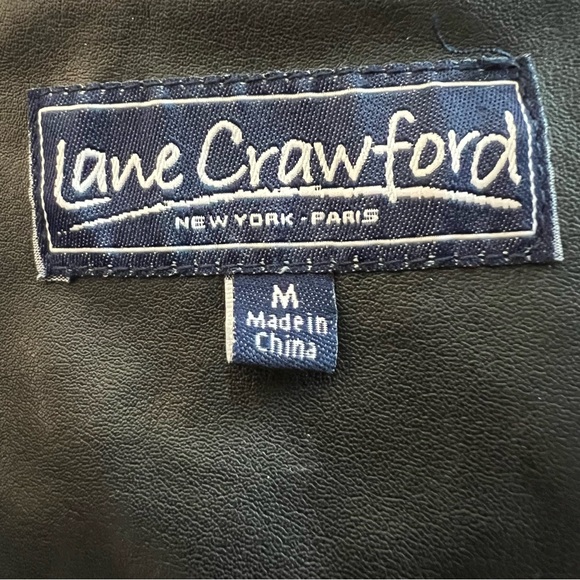 Lane Crawford
NEW YORK - PARIS
M
Made in
China